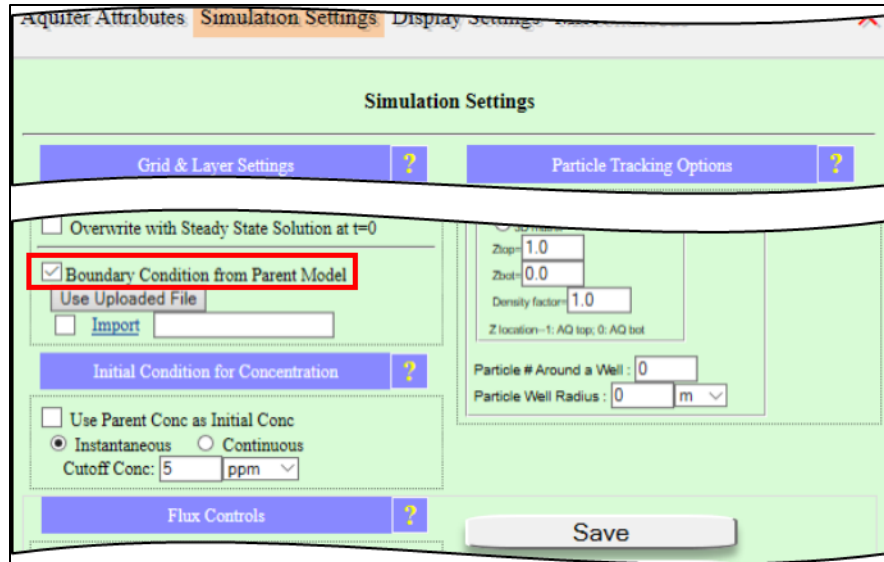 Aquifer Attributes Simulation Settings Display Settings
Simulation Settings
Grid & Layer Settings ?
Overwrite with Steady State Solution at t=0
Boundary Condition from Parent Model
Use Uploaded File
Import
Initial Condition for Concentration ?
Use Parent Conc as Initial Conc
Instantaneous Continuous
Cutoff Conc: 5 ppm
Flux Controls ?
Particle Tracking Options ?
3D matrix
Ztop= 1.0
Zbot= 0.0
Density factor= 1.0
Z location--1: AQ top; 0: AQ bot
Particle # Around a Well : 0
Particle Well Radius : 0 m
Save